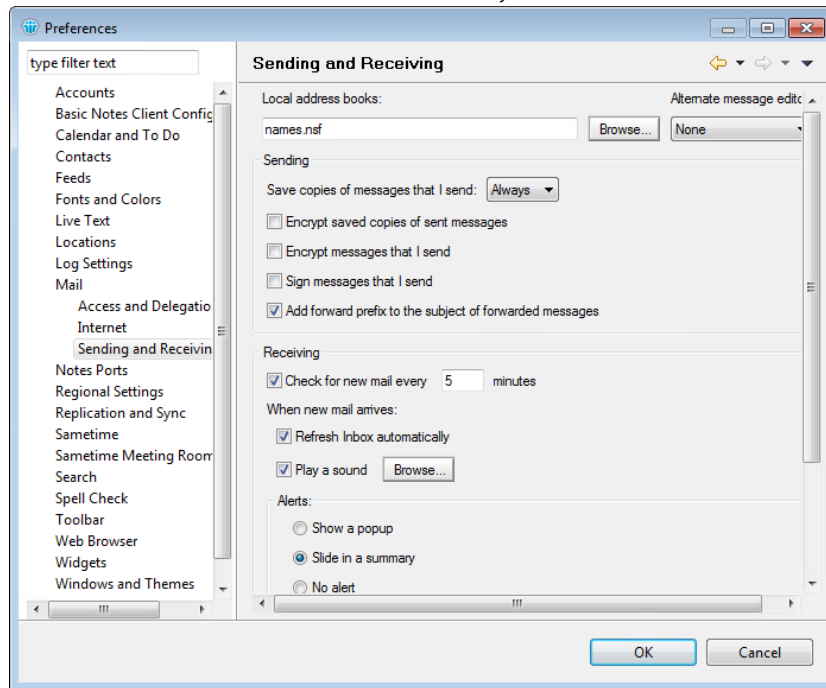 Preferences
type filter text
Accounts
Basic Notes Client Config
Calendar and To Do
Contacts
Feeds
Fonts and Colors
Live Text
Locations
Log Settings
Mail
Access and Delegatio
Internet
Sending and Receivin
Notes Ports
Regional Settings
Replication and Sync
Sametime
Sametime Meeting Room
Search
Spell Check
Toolbar
Web Browser
Widgets
Windows and Themes
Sending and Receiving
Local address books: Alternate message edito
names.nsf Browse... None
Sending
Save copies of messages that I send: Always
Encrypt saved copies of sent messages
Encrypt messages that I send
Sign messages that I send
Add forward prefix to the subject of forwarded messages
Receiving
Check for new mail every 5 minutes
When new mail arrives:
Refresh Inbox automatically
Play a sound Browse...
Alerts:
Show a popup
Slide in a summary
No alert
OK Cancel